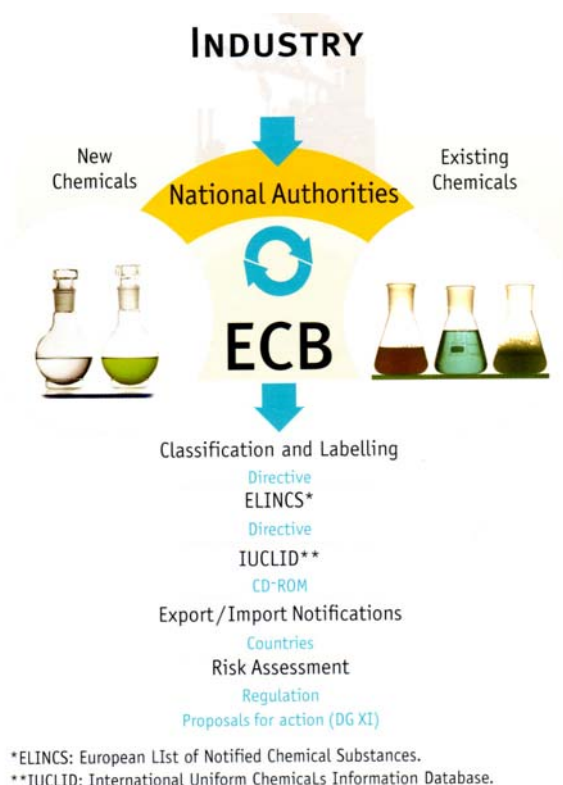 INDUSTRY
New
Chemicals
National Authorities
Existing
Chemicals
ECB
Classification and Labelling
Directive
ELINCS*
Directive
IUCLID**
CD-ROM
Export/Import Notifications
Countries
Risk Assessment
Regulation
Proposals for action (DG XI)
*ELINCS: European LIst of Notified Chemical Substances.
**IUCLID: International Uniform ChemicaLs Information Database.